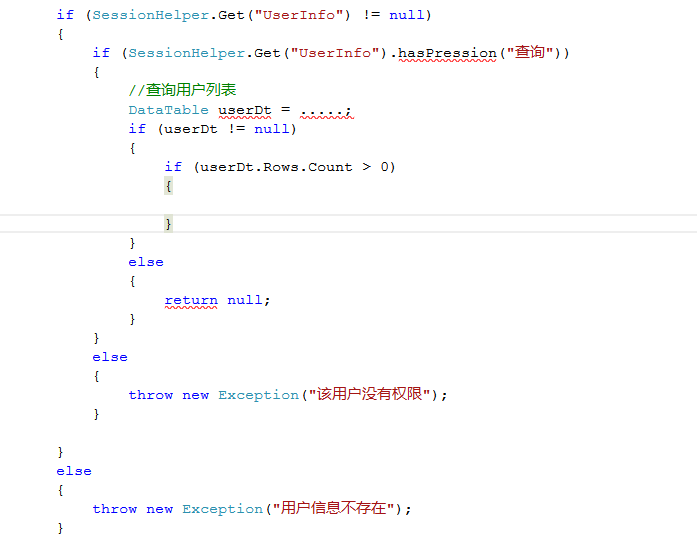 if (SessionHelper.Get("UserInfo") != null)
{
if (SessionHelper.Get("UserInfo").hasPression("查询"))
{
//查询用户列表
DataTable userDt = .....;
if (userDt != null)
{
if (userDt.Rows.Count > 0)
{
}
}
else
{
return null;
}
}
else
{
throw new Exception("该用户没有权限");
}
}
else
{
throw new Exception("用户信息不存在");
}